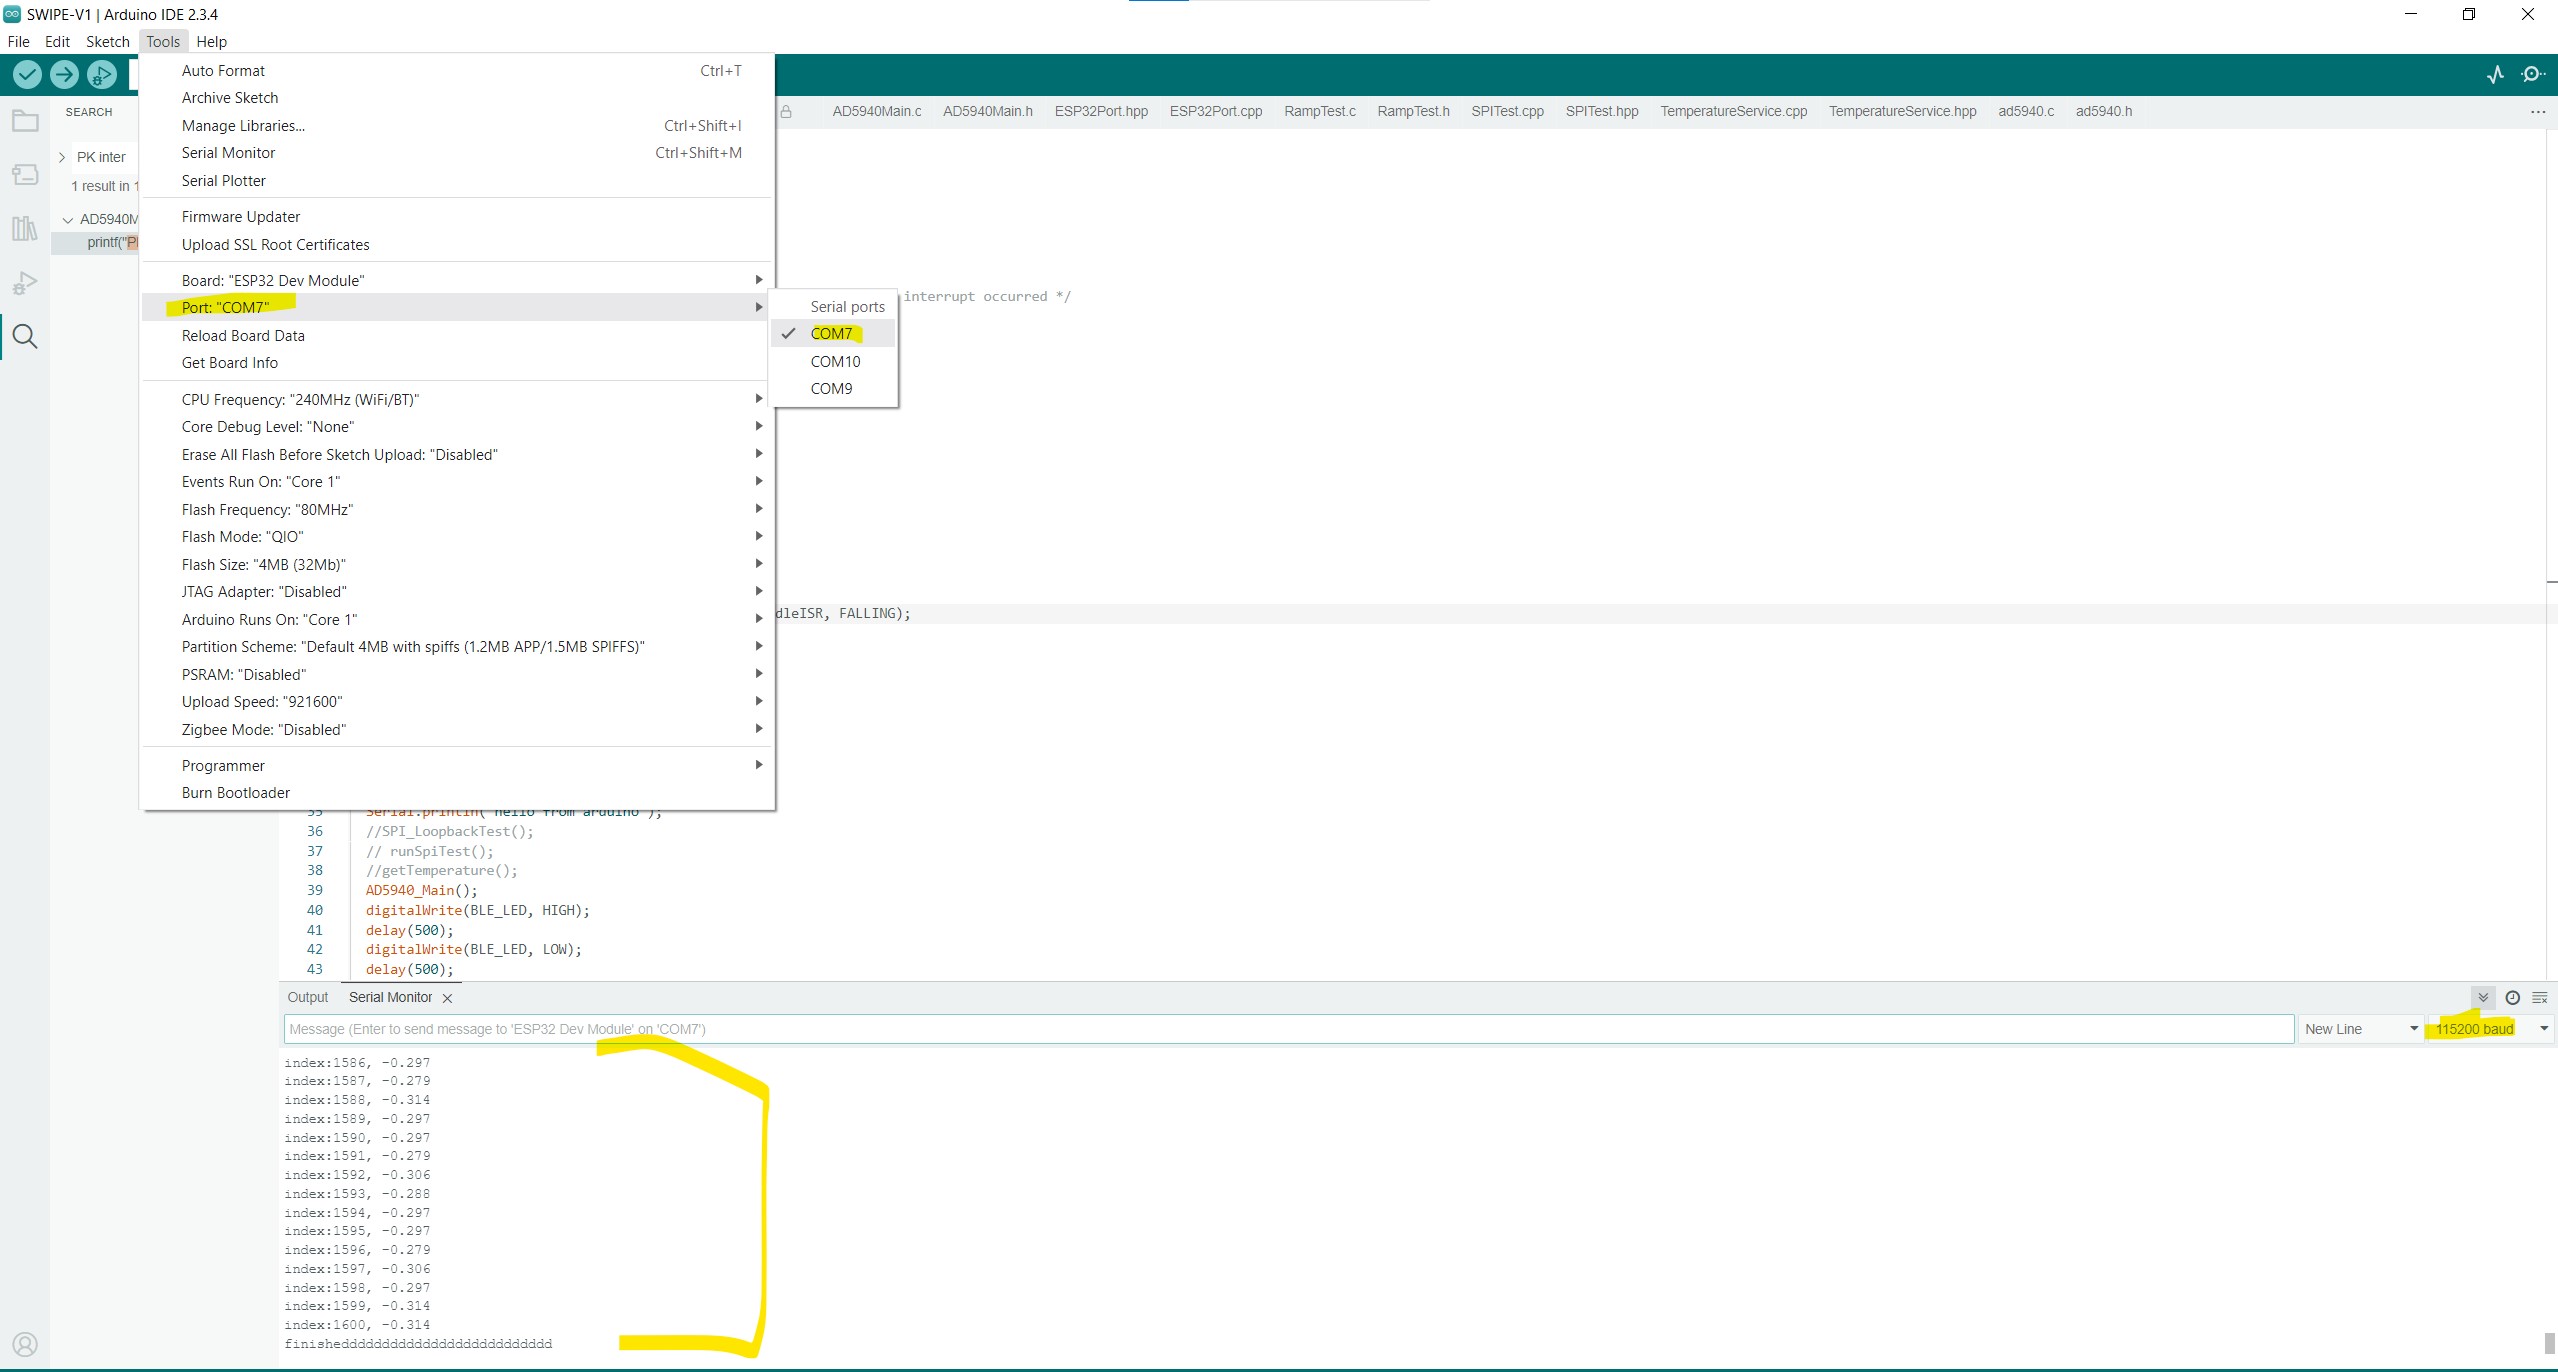 SWIPE-V1 | Arduino IDE 2.3.4
File Edit Sketch Tools Help
Auto Format Ctrl+T
Archive Sketch
Manage Libraries... Ctrl+Shift+I
Serial Monitor Ctrl+Shift+M
Serial Plotter
Firmware Updater
Upload SSL Root Certificates
Board: "ESP32 Dev Module"
Port: "COM7"
Reload Board Data
Get Board Info
CPU Frequency: "240MHz (WiFi/BT)"
Core Debug Level: "None"
Erase All Flash Before Sketch Upload: "Disabled"
Events Run On: "Core 1"
Flash Frequency: "80MHz"
Flash Mode: "QIO"
Flash Size: "4MB (32Mb)"
JTAG Adapter: "Disabled"
Arduino Runs On: "Core 1"
Partition Scheme: "Default 4MB with spiffs (1.2MB APP/1.5MB SPIFFS)"
PSRAM: "Disabled"
Upload Speed: "921600"
Zigbee Mode: "Disabled"
Programmer
Burn Bootloader
Serial ports
COM7
COM10
COM9
SEARCH
PK inter
1 result in 1
AD5940M
printf("P
AD5940Main.c AD5940Main.h ESP32Port.hpp ESP32Port.cpp RampTest.c RampTest.h SPITest.cpp SPITest.hpp TemperatureService.cpp TemperatureService.hpp ad5940.c ad5940.h
interrupt occurred */
dleISR, FALLING);
35 Serial.println("hello from arduino");
36 //SPI_LoopbackTest();
37 // runSpiTest();
38 //getTemperature();
39 AD5940_Main();
40 digitalWrite(BLE_LED, HIGH);
41 delay(500);
42 digitalWrite(BLE_LED, LOW);
43 delay(500);
Output Serial Monitor
Message (Enter to send message to 'ESP32 Dev Module' on 'COM7') New Line 115200 baud
index:1586, -0.297
index:1587, -0.279
index:1588, -0.314
index:1589, -0.297
index:1590, -0.297
index:1591, -0.279
index:1592, -0.306
index:1593, -0.288
index:1594, -0.297
index:1595, -0.297
index:1596, -0.279
index:1597, -0.306
index:1598, -0.297
index:1599, -0.314
index:1600, -0.314
finisheddddddddddddddddddddddddddd